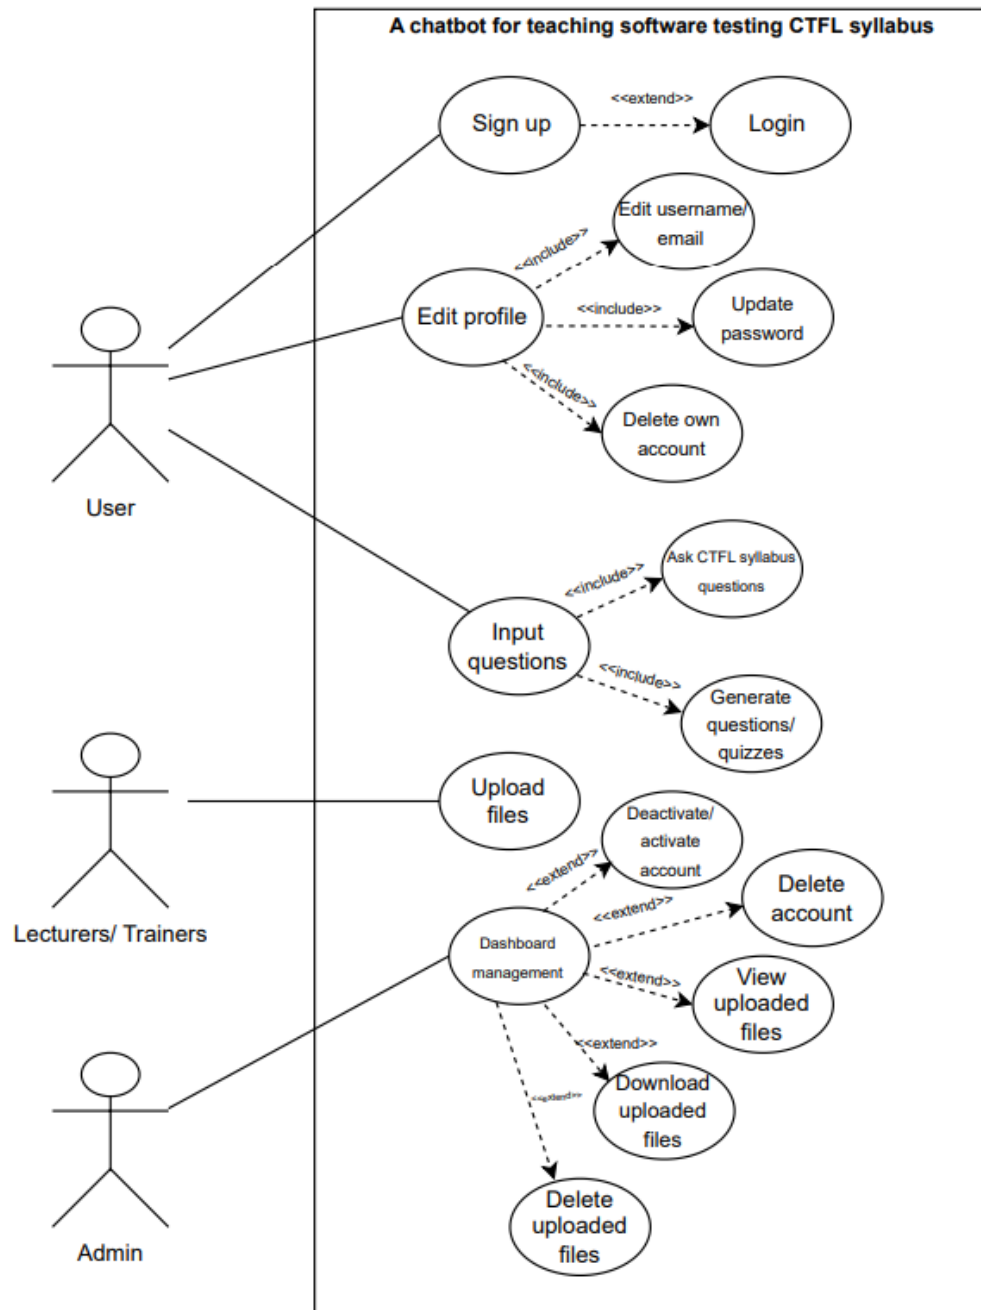 A chatbot for teaching software testing CTFL syllabus
Sign up
<<extend>>
Login
Edit username/
email
<<include>>
Edit profile
<<include>>
Update
password
<<include>>
Delete own
account
User
Ask CTFL syllabus
questions
<<include>>
Input
questions
<<include>>
Generate
questions/
quizzes
Upload
files
Lecturers/ Trainers
Deactivate/
activate
account
<<extend>>
Delete
account
<<extend>>
Dashboard
management
<<extend>>
View
uploaded
files
<<extend>>
Download
uploaded
files
<<extend>>
Delete
uploaded
files
Admin